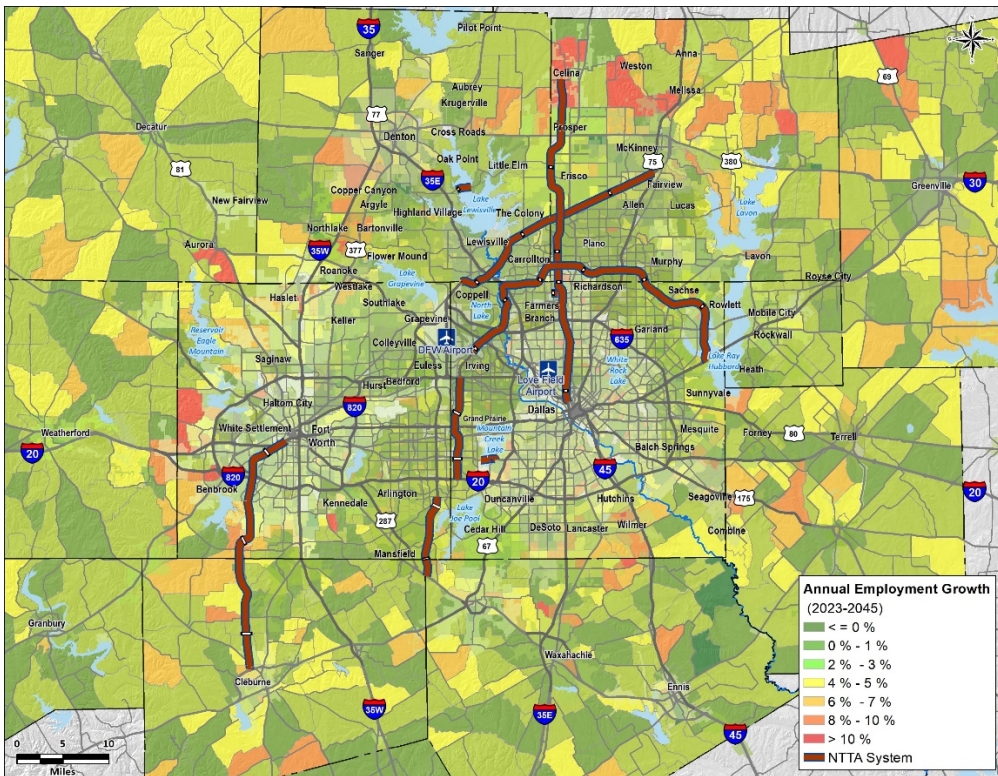 35
Pilot Point
Sanger
Anna
Weston
Celina
69
Melissa
Aubrey
Krugerville
77
Decatur
Denton
Cross Roads
Prosper
McKinney
75
380
Oak Point
Little Elm
81
35E
Frisco
Fairview
Greenville
30
Copper Canyon
Argyle
Lake
Lewisville
Allen
Lucas
Lake
Lavon
New Fairview
Highland Village
The Colony
Northlake
Bartonville
Aurora
35W
377
Flower Mound
Lewisville
Plano
Lavon
Roanoke
Carrollton
Murphy
Royse City
Haslet
Westlake
Lake
Grapevine
Coppell
Richardson
Sachse
Southlake
North
Lake
Farmers
Branch
Rowlett
Mobile City
Reservoir
Eagle
Mountain
Keller
Grapevine
Garland
Rockwall
Colleyville
DFW Airport
635
Saginaw
Euless
Irving
Love Field
Airport
White
Rock
Lake
Lake Ray
Hubbard
Heath
Hurst
Bedford
Sunnyvale
Haltom City
820
Grand Prairie
Dallas
Weatherford
White Settlement
Fort
Worth
Mountain
Creek
Lake
Mesquite
Forney
80
Terrell
20
Balch Springs
820
45
20
Benbrook
Arlington
20
Seagoville
175
Kennedale
Duncanville
Hutchins
287
Lake
Joe Pool
Cedar Hill
DeSoto
Lancaster
Wilmer
Combine
Mansfield
67
Granbury
Waxahachie
Cleburne
Ennis
35W
35E
45
0 5 10
Miles
Annual Employment Growth
(2023-2045)
< = 0 %
0 % - 1 %
2 % - 3 %
4 % - 5 %
6 % - 7 %
8 % - 10 %
> 10 %
NTTA System